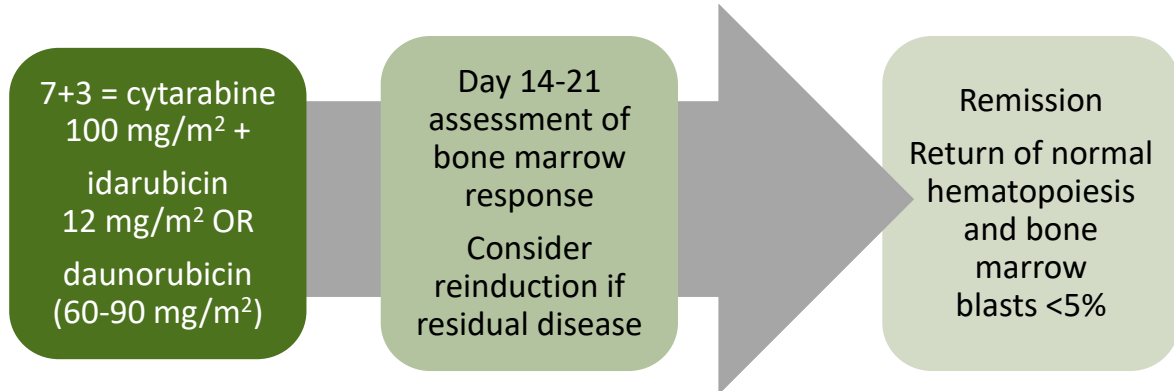 7+3 = cytarabine
100 mg/m² +
idarubicin
12 mg/m² OR
daunorubicin
(60-90 mg/m²)
Day 14-21
assessment of
bone marrow
response
Consider
reinduction if
residual disease
Remission
Return of normal
hematopoiesis
and bone
marrow
blasts <5%